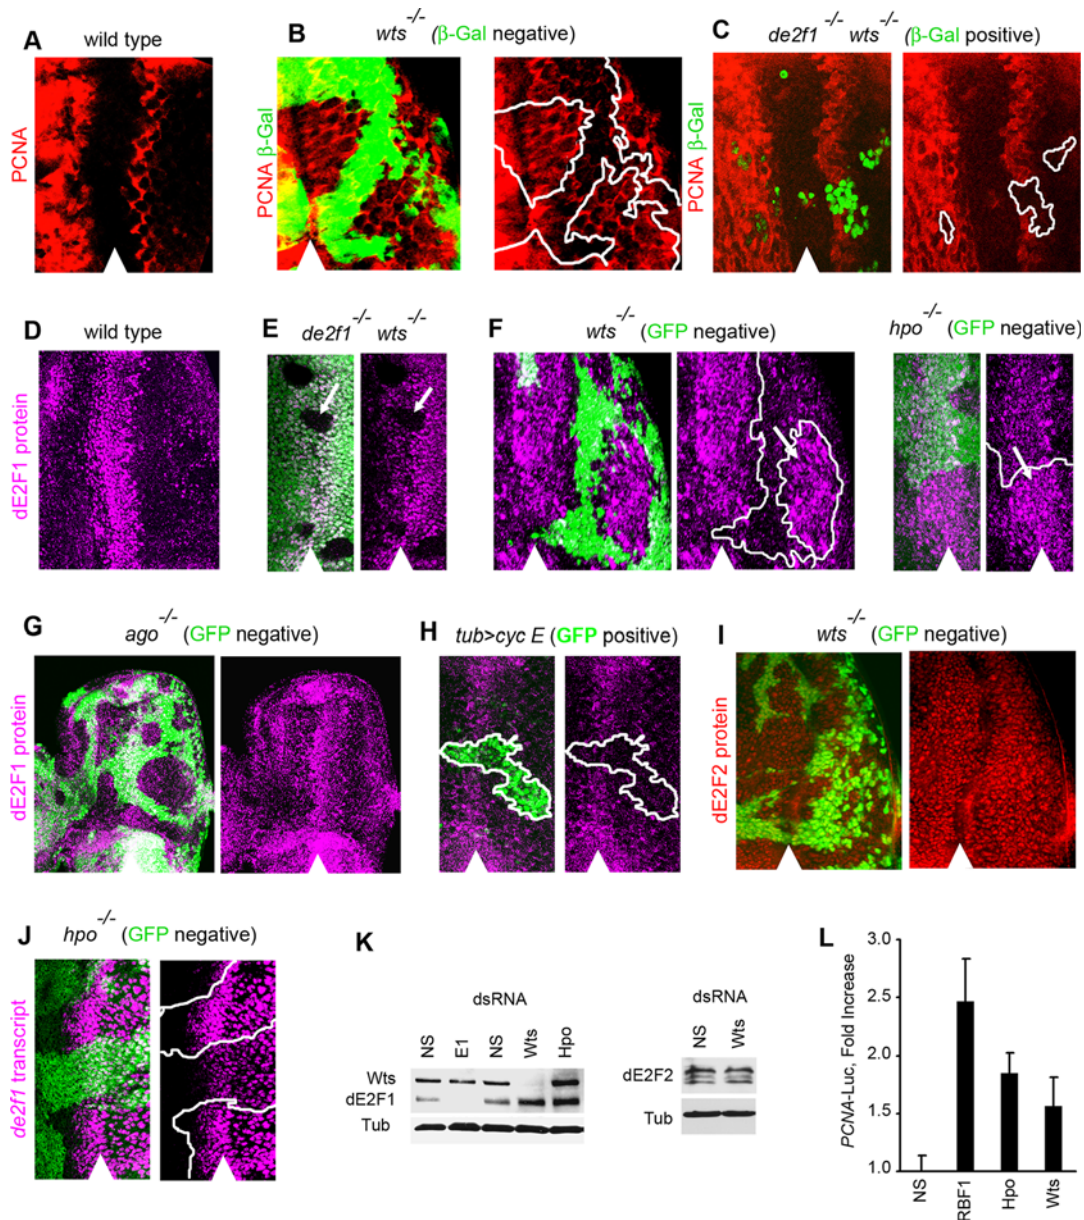 A
wild type
PCNA
B
wts -/- (β-Gal negative)
PCNA β-Gal
C
de2f1 -/- wts -/- (β-Gal positive)
PCNA β-Gal
D
wild type
dE2F1 protein
E
de2f1 -/- wts -/-
F
wts -/- (GFP negative)
hpo -/- (GFP negative)
G
ago -/- (GFP negative)
dE2F1 protein
H
tub>cyc E (GFP positive)
I
wts -/- (GFP negative)
dE2F2 protein
J
hpo -/- (GFP negative)
de2f1 transcript
K
dsRNA
NS E1 NS Wts Hpo
Wts
dE2F1
Tub
dsRNA
NS Wts
dE2F2
Tub
L
PCNA-Luc, Fold Increase
3.0
2.5
2.0
1.5
1.0
NS RBF1 Hpo Wts